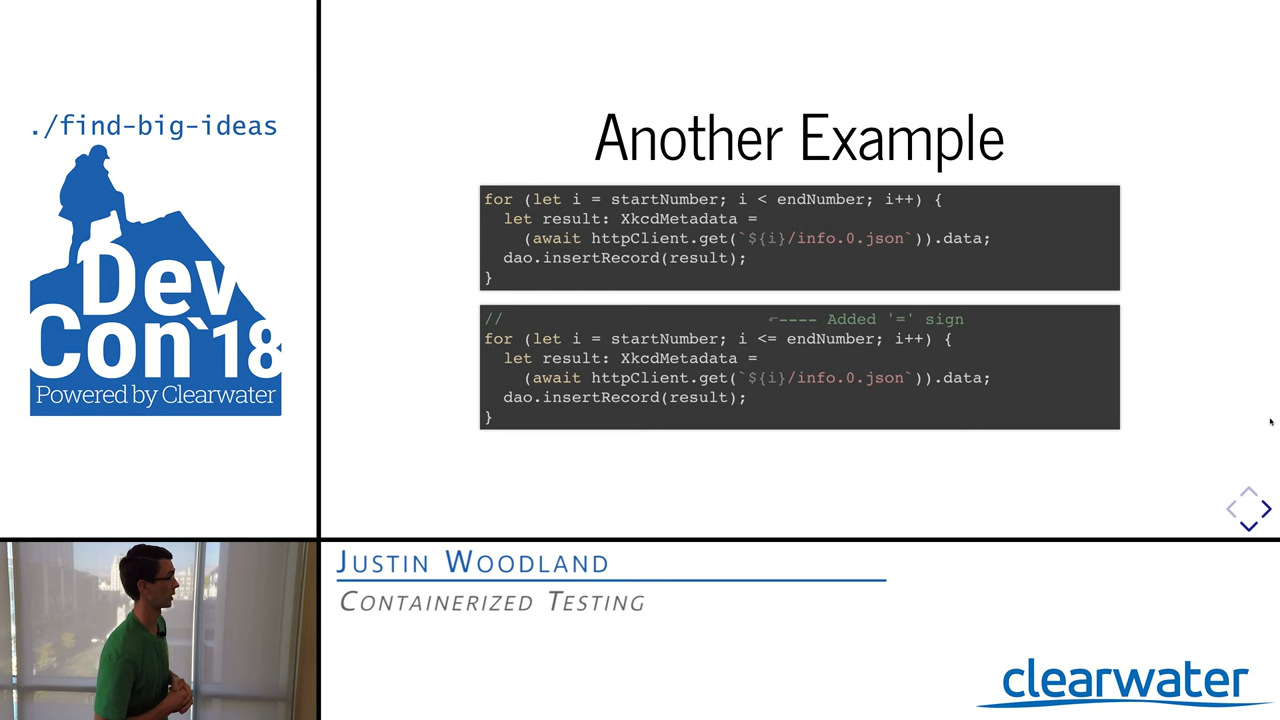 ./find-big-ideas
Dev
Con`18
Powered by Clearwater
Another Example
for (let i = startNumber; i < endNumber; i++) {
  let result: XkcdMetadata =
    (await httpClient.get(`${i}/info.0.json`)).data;
  dao.insertRecord(result);
}
//                           ⌐---- Added '=' sign
for (let i = startNumber; i <= endNumber; i++) {
  let result: XkcdMetadata =
    (await httpClient.get(`${i}/info.0.json`)).data;
  dao.insertRecord(result);
}
Justin Woodland
Containerized Testing
clearwater